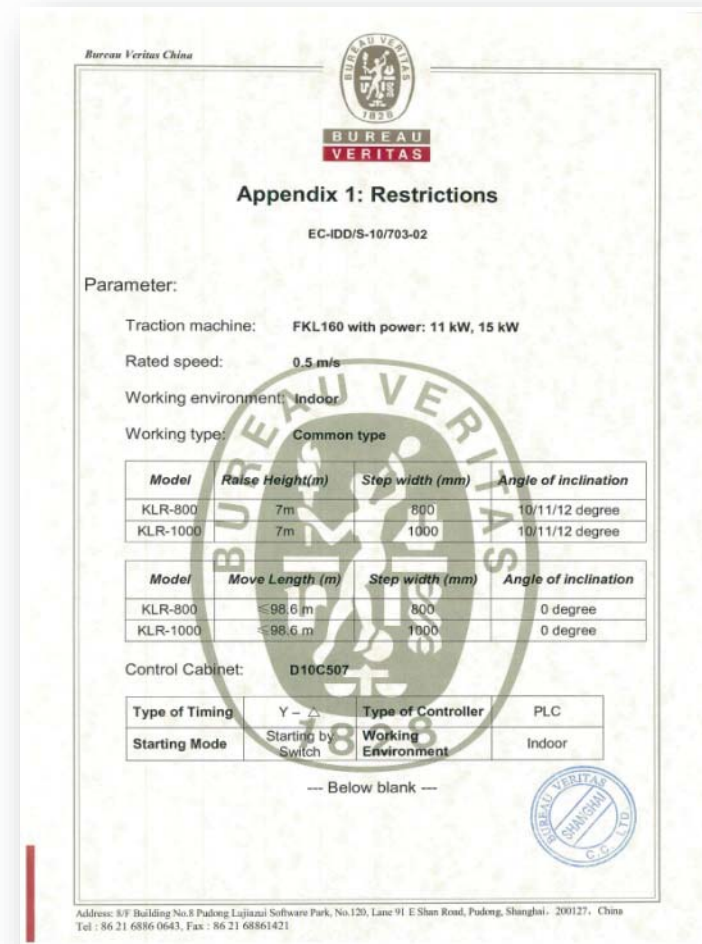 Bureau Veritas China
BUREAU VERITAS
1828
BUREAU
VERITAS
Appendix 1: Restrictions
EC-IDD/S-10/703-02
Parameter:
Traction machine: FKL160 with power: 11 kW, 15 kW
Rated speed: 0.5 m/s
Working environment: Indoor
Working type: Common type
Model Raise Height(m) Step width (mm) Angle of inclination
KLR-800 7m 800 10/11/12 degree
KLR-1000 7m 1000 10/11/12 degree
Model Move Length (m) Step width (mm) Angle of inclination
KLR-800 ≤98.6 m 800 0 degree
KLR-1000 ≤98.6 m 1000 0 degree
Control Cabinet: D10C507
Type of Timing Y – △ Type of Controller PLC
Starting Mode Starting by Switch Working Environment Indoor
BUREAU VERITAS
1828
--- Below blank ---
BUREAU VERITAS
SHANGHAI
C.C. LTD
Address: 8/F Building No.8 Pudong Lujiazui Software Park, No.120, Lane 91 E Shan Road, Pudong, Shanghai. 200127, China
Tel : 86 21 6886 0643, Fax : 86 21 68861421